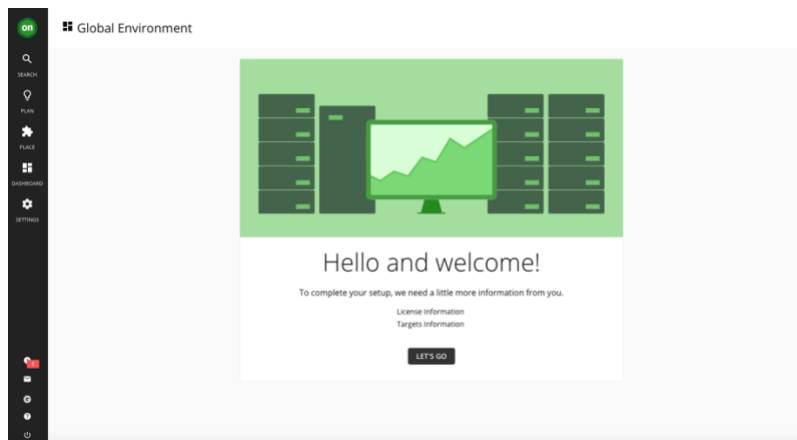 on
Global Environment
SEARCH
PLAN
PLACE
DASHBOARD
SETTINGS
Hello and welcome!
To complete your setup, we need a little more information from you.
License Information
Targets Information
LET'S GO
1